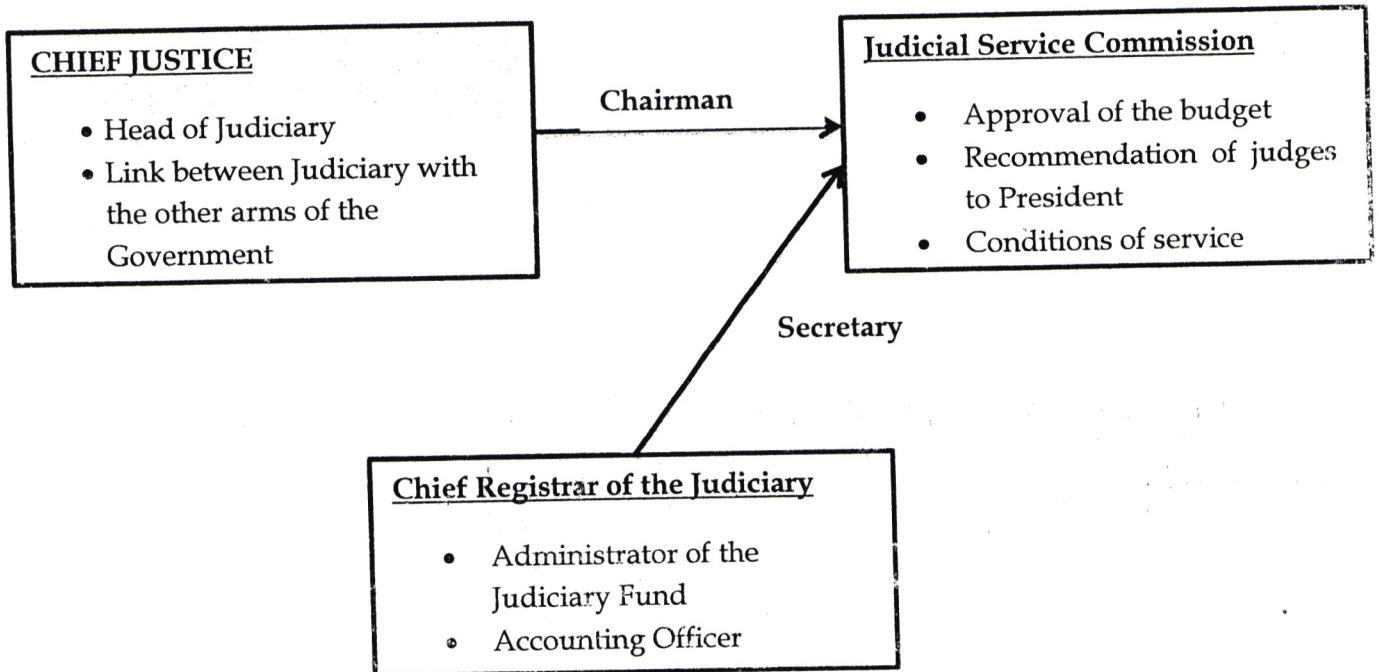 CHIEF JUSTICE
• Head of Judiciary
• Link between Judiciary with
the other arms of the
Government
Chairman
Judicial Service Commission
• Approval of the budget
• Recommendation of judges
to President
• Conditions of service
Secretary
Chief Registrar of the Judiciary
• Administrator of the
Judiciary Fund
• Accounting Officer